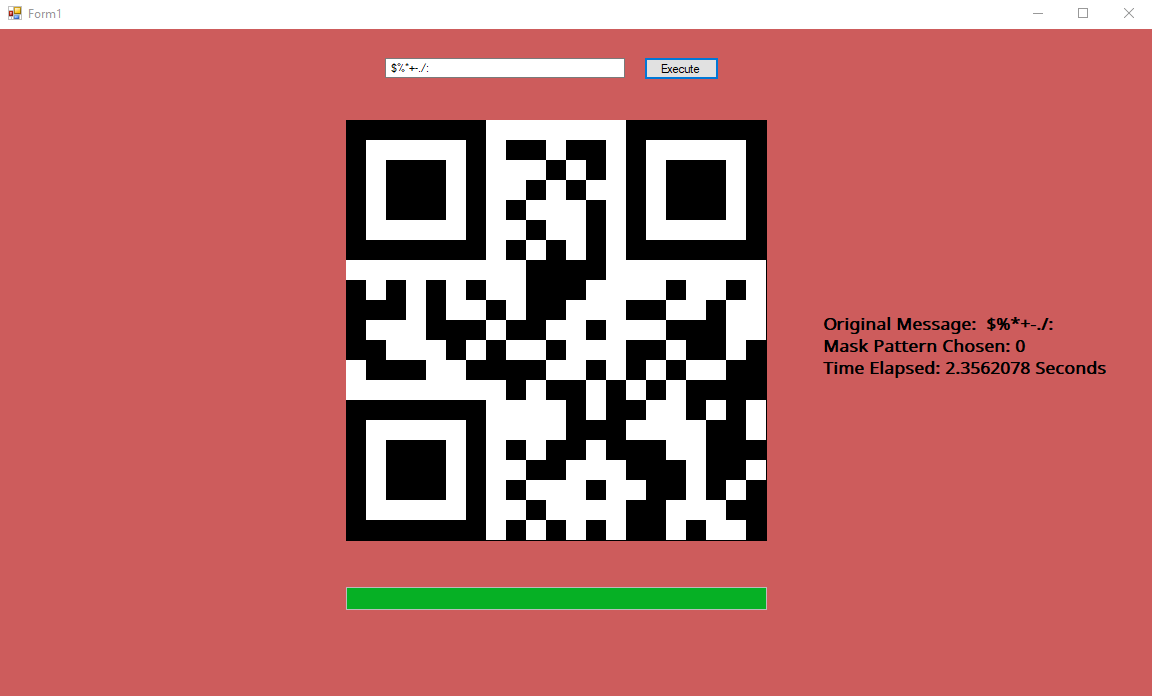 Form1
$%*+-./:
Execute
Original Message:  $%*+-./:
Mask Pattern Chosen: 0
Time Elapsed: 2.3562078 Seconds